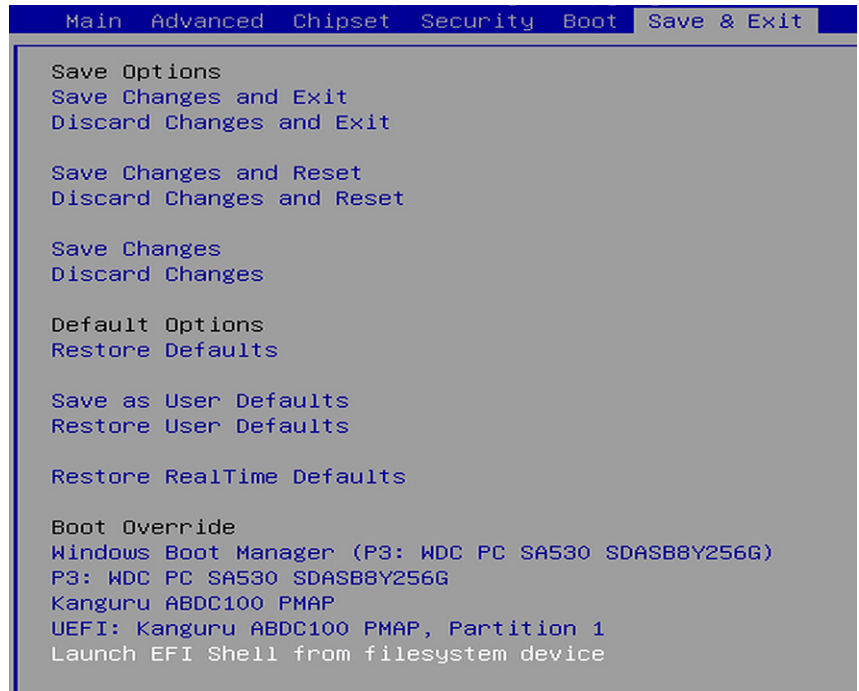 Main Advanced Chipset Security Boot Save & Exit
Save Options
Save Changes and Exit
Discard Changes and Exit
Save Changes and Reset
Discard Changes and Reset
Save Changes
Discard Changes
Default Options
Restore Defaults
Save as User Defaults
Restore User Defaults
Restore RealTime Defaults
Boot Override
Windows Boot Manager (P3: WDC PC SA530 SDASB8Y256G)
P3: WDC PC SA530 SDASB8Y256G
Kanguru ABDC100 PMAP
UEFI: Kanguru ABDC100 PMAP, Partition 1
Launch EFI Shell from filesystem device